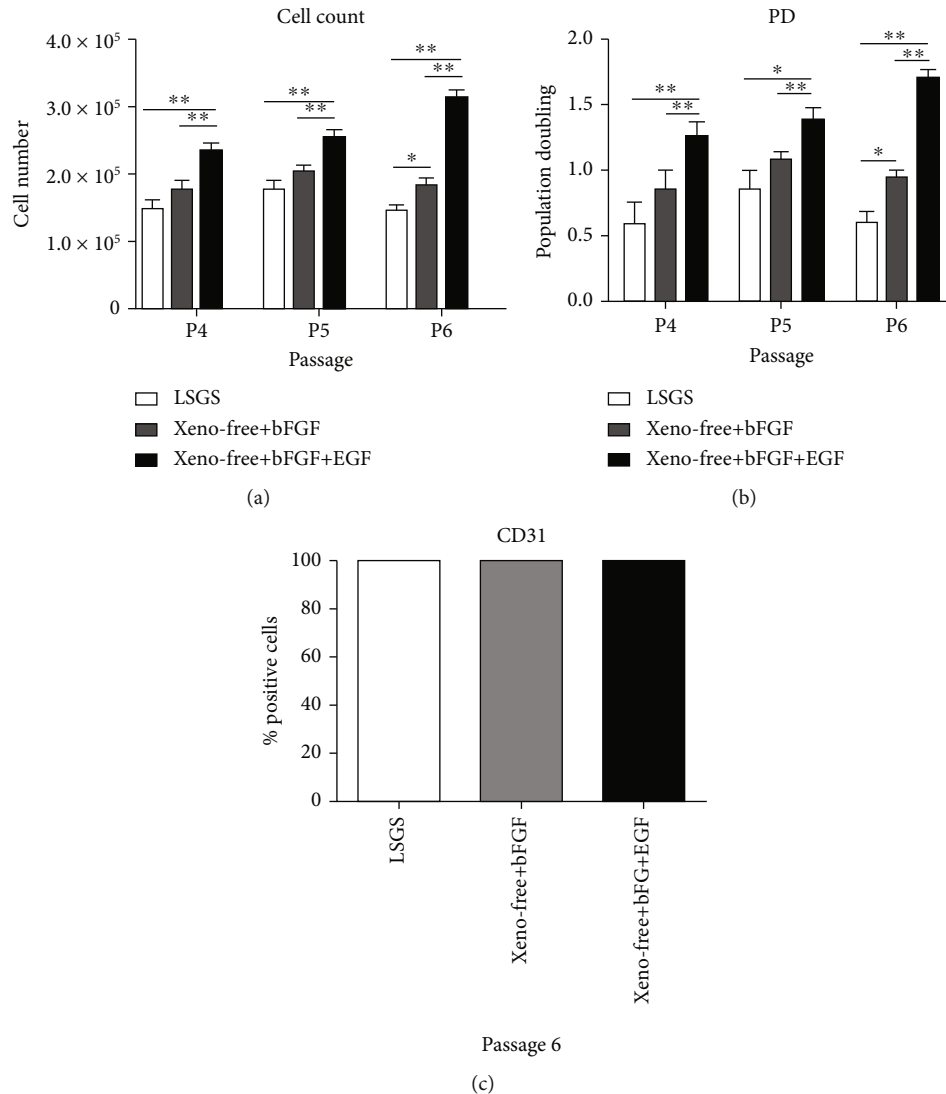 Cell count
4.0 × 10⁵
3.0 × 10⁵
2.0 × 10⁵
1.0 × 10⁵
0
Cell number
** ** ** ** ** ** *
P4 P5 P6
Passage
LSGS
Xeno-free+bFGF
Xeno-free+bFGF+EGF
(a)
PD
2.0
1.5
1.0
0.5
0.0
Population doubling
** ** * ** ** ** *
P4 P5 P6
Passage
LSGS
Xeno-free+bFGF
Xeno-free+bFGF+EGF
(b)
CD31
100
80
60
40
20
0
% positive cells
LSGS
Xeno-free+bFGF
Xeno-free+bFG+EGF
Passage 6
(c)